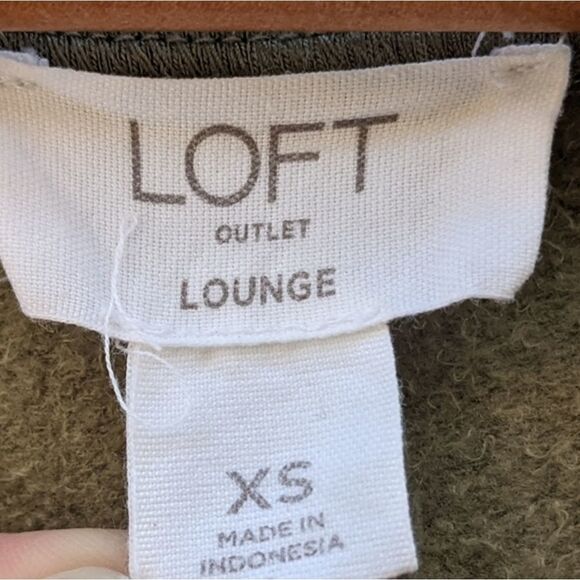 LOFT
OUTLET
LOUNGE
XS
MADE IN
INDONESIA